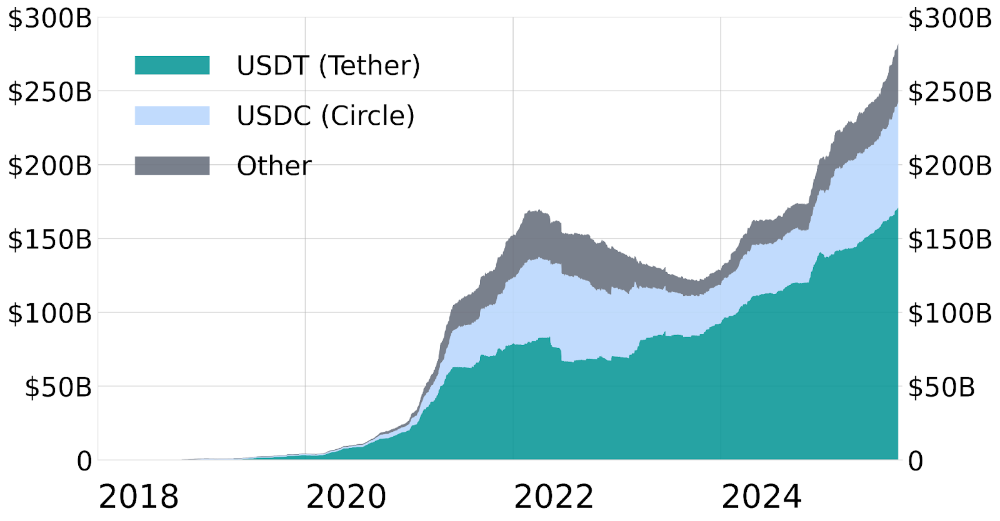 $300B $300B
USDT (Tether)
$250B $250B
USDC (Circle)
$200B Other $200B
$150B $150B
$100B $100B
$50B $50B
0 0
2018 2020 2022 2024